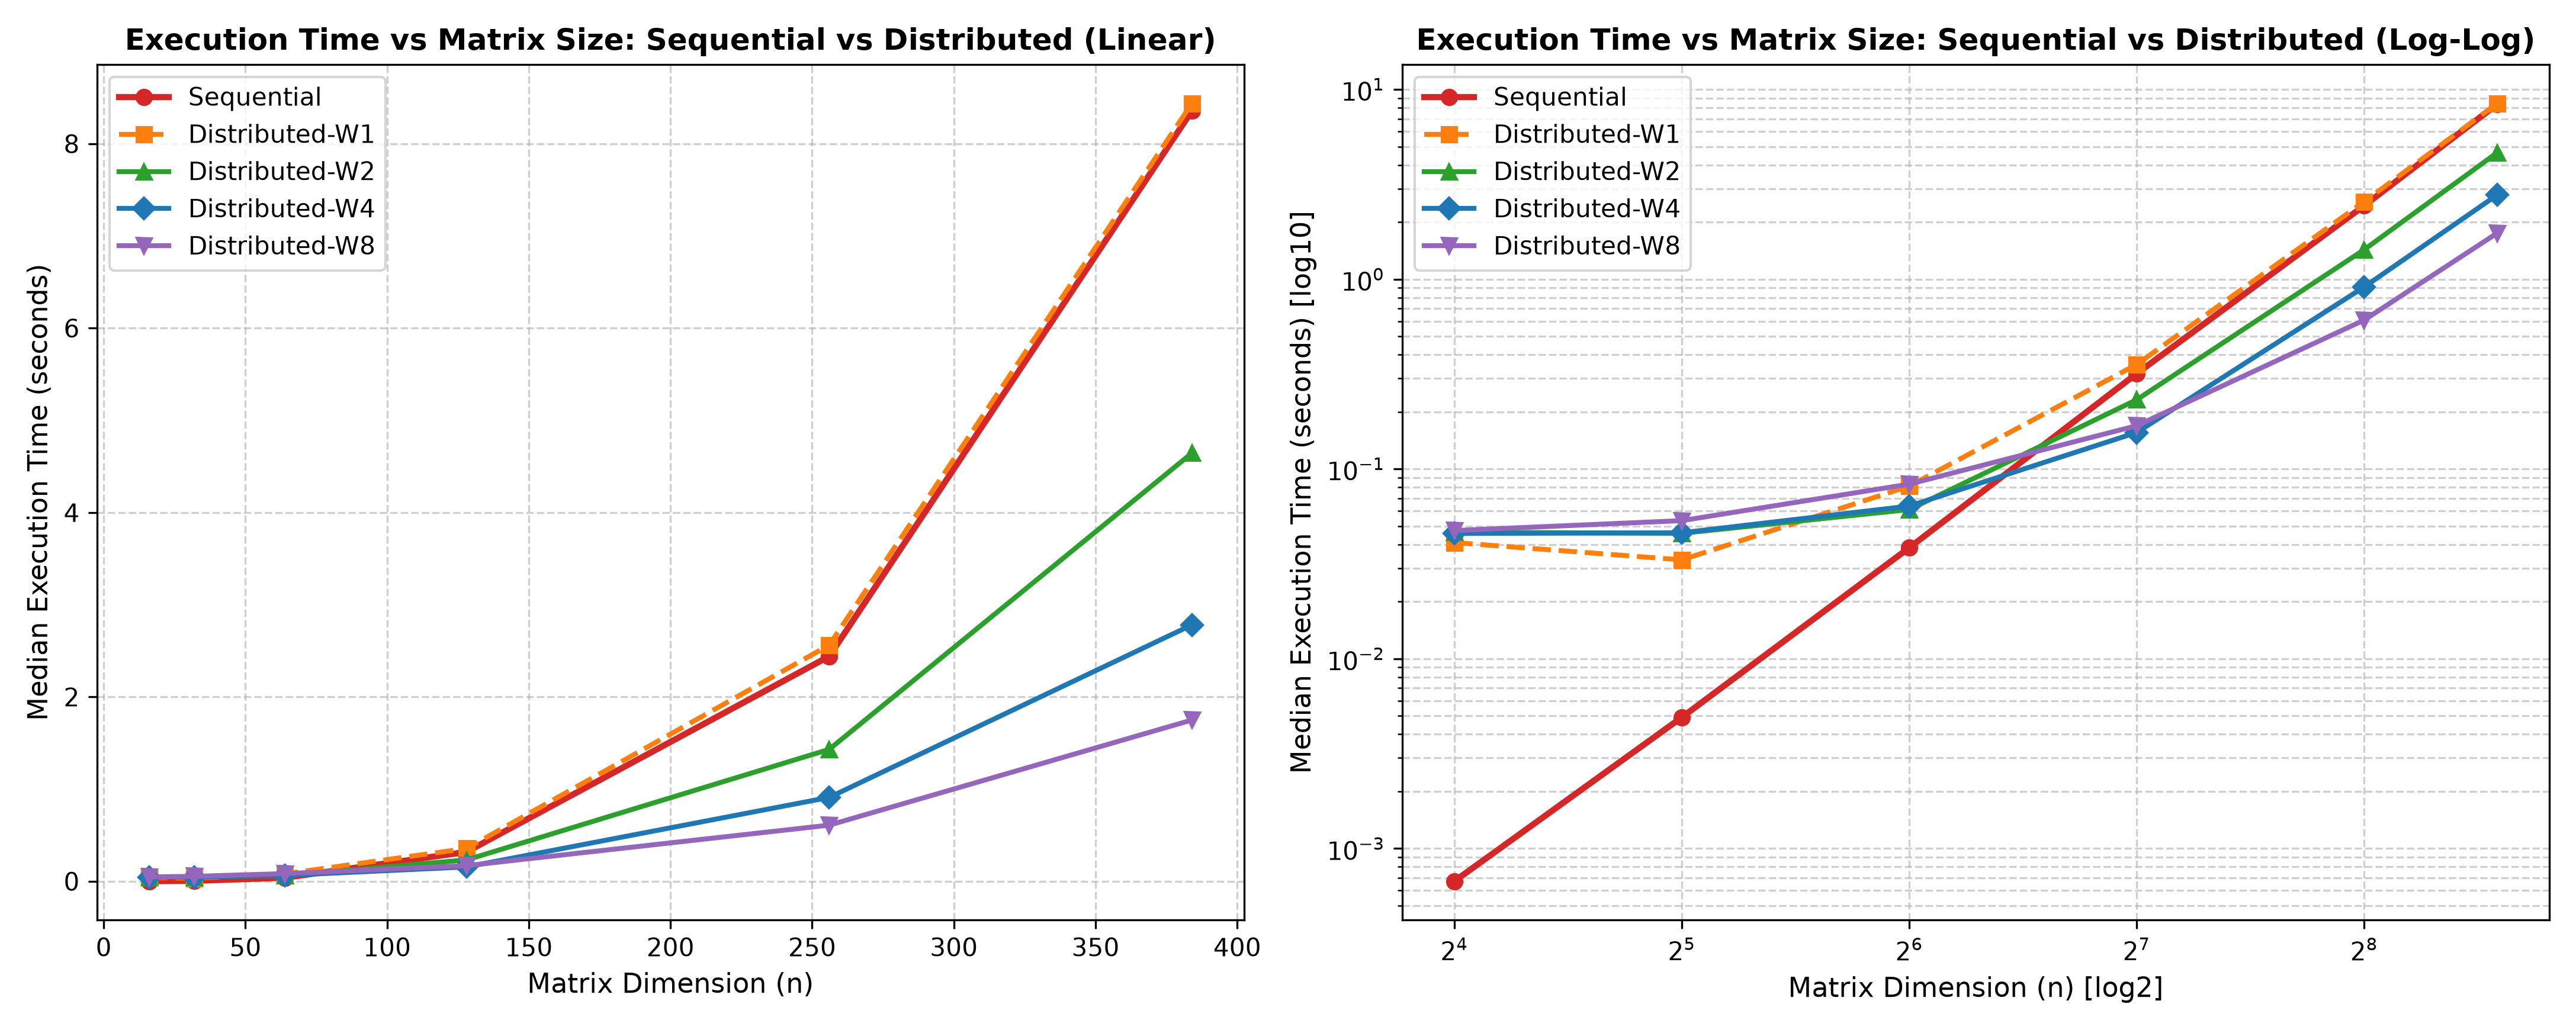 Execution Time vs Matrix Size: Sequential vs Distributed (Linear)
Sequential
Distributed-W1
Distributed-W2
Distributed-W4
Distributed-W8
Median Execution Time (seconds)
8
6
4
2
0
0 50 100 150 200 250 300 350 400
Matrix Dimension (n)
Execution Time vs Matrix Size: Sequential vs Distributed (Log-Log)
Sequential
Distributed-W1
Distributed-W2
Distributed-W4
Distributed-W8
Median Execution Time (seconds) [log10]
10¹
10⁰
10⁻¹
10⁻²
10⁻³
2⁴ 2⁵ 2⁶ 2⁷ 2⁸
Matrix Dimension (n) [log2]